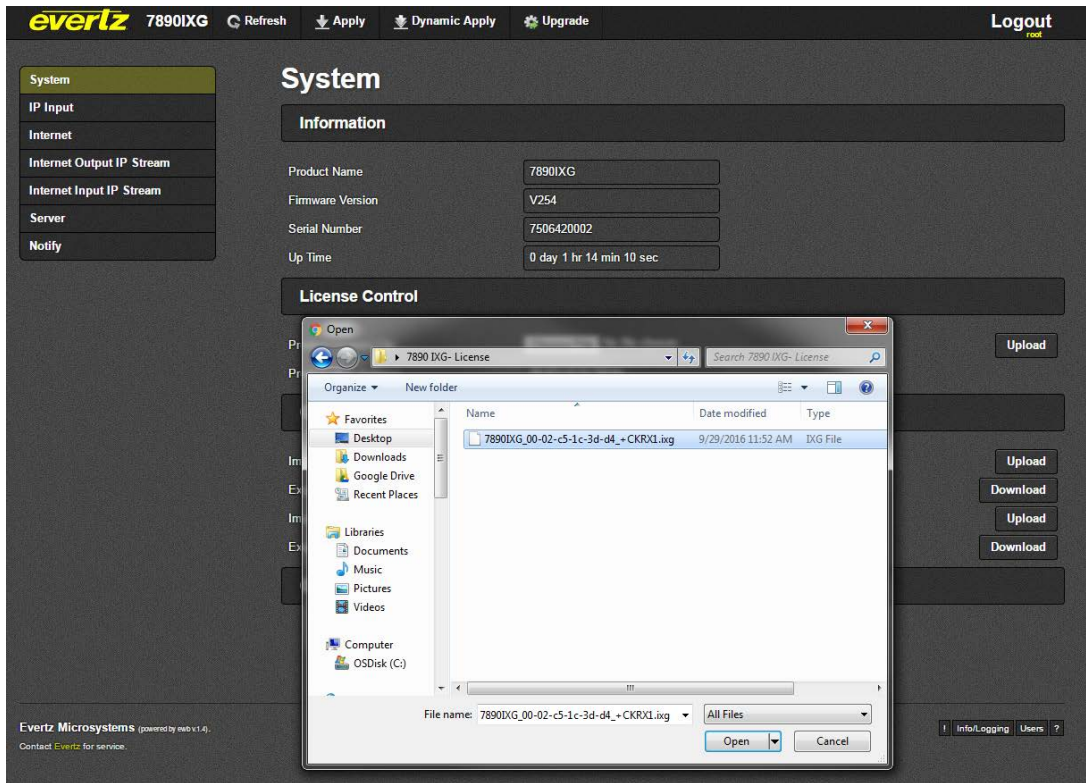 evertz 7890IXG Refresh Apply Dynamic Apply Upgrade Logout
root
System
IP Input
Internet
Internet Output IP Stream
Internet Input IP Stream
Server
Notify
System
Information
Product Name 7890IXG
Firmware Version V254
Serial Number 7506420002
Up Time 0 day 1 hr 14 min 10 sec
License Control
Upload
Upload
Download
Upload
Download
Open
7890 IXG- License
Search 7890 IXG- License
Organize New folder
Favorites
Desktop
Downloads
Google Drive
Recent Places
Libraries
Documents
Music
Pictures
Videos
Computer
OSDisk (C:)
Name Date modified Type
7890IXG_00-02-c5-1c-3d-d4_+CKRX1.ixg 9/29/2016 11:52 AM IXG File
File name: 7890IXG_00-02-c5-1c-3d-d4_+CKRX1.ixg All Files
Open Cancel
Evertz Microsystems (powered by ewb v.1.4).
Contact Evertz for service.
! Info/Logging Users ?